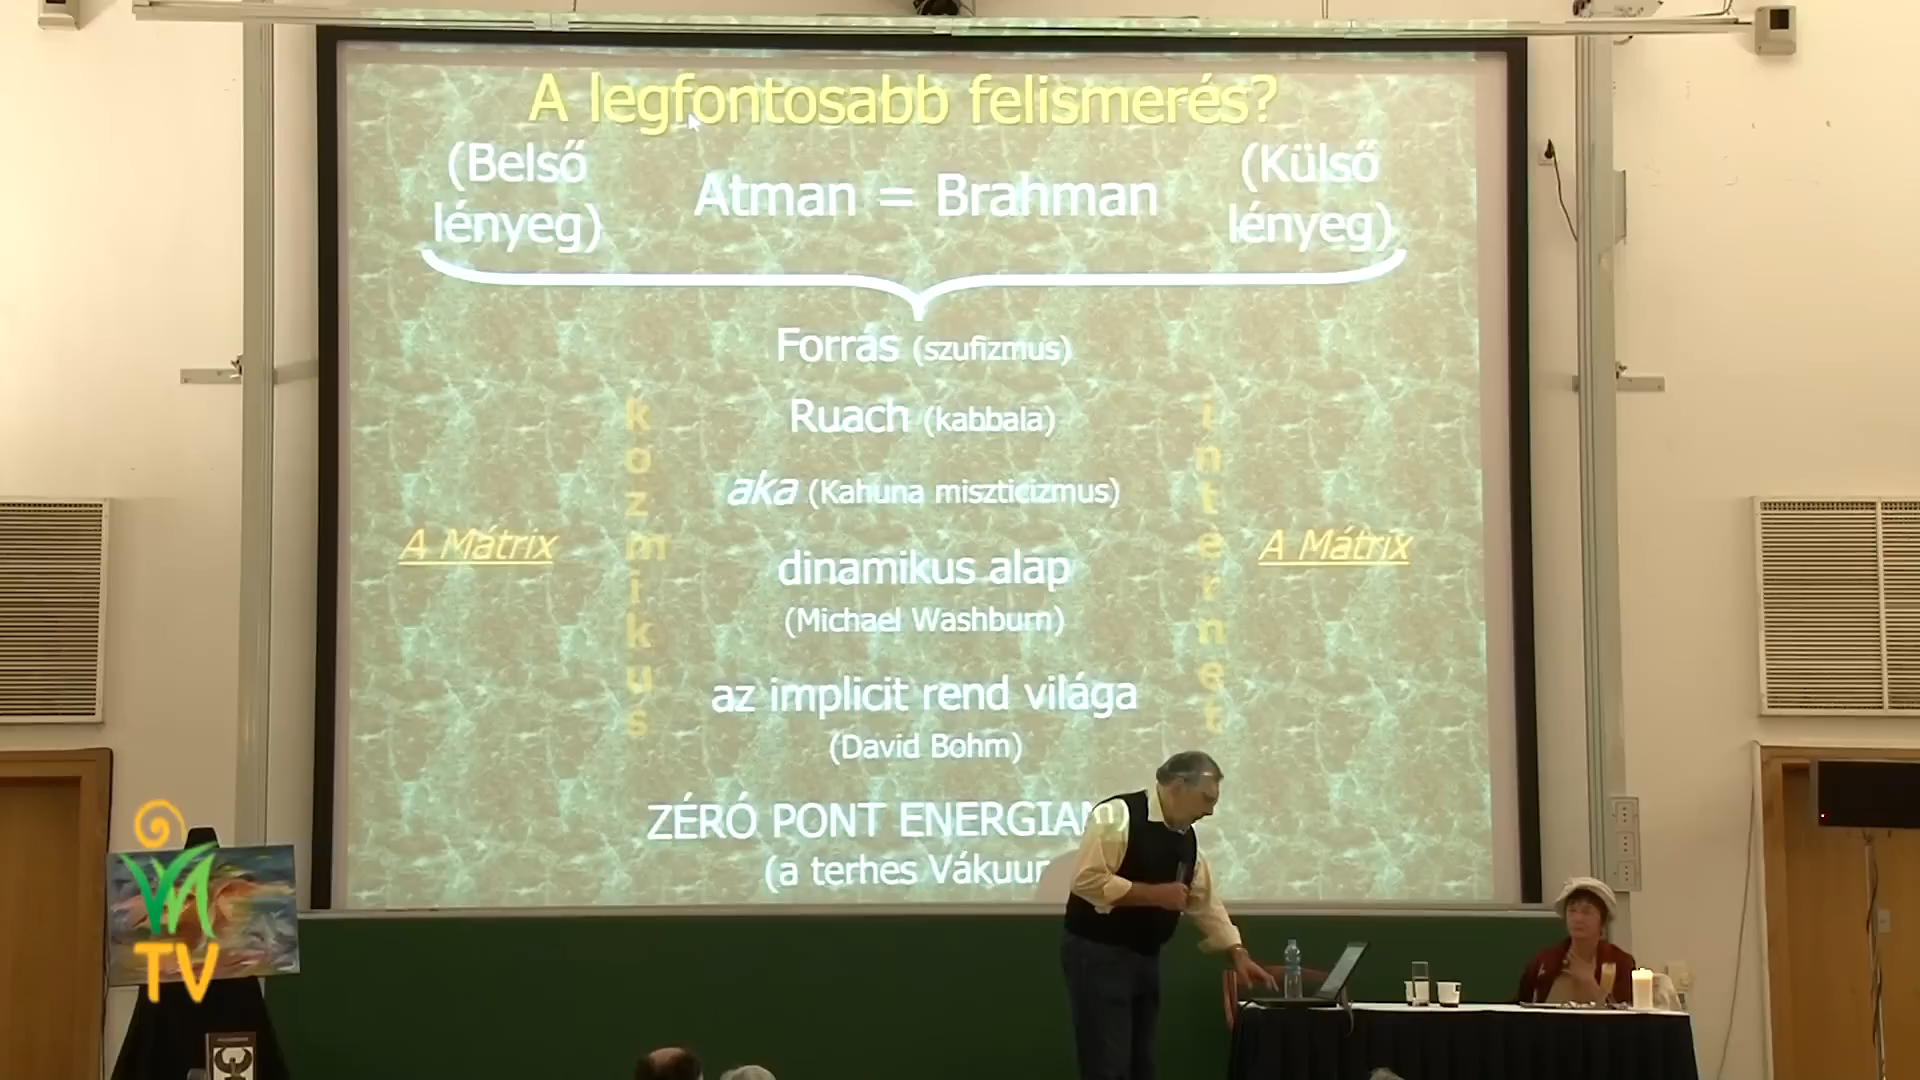 A legfontosabb felismerés?
(Belső
lényeg)
Atman = Brahman
(Külső
lényeg)
Forrás (szufizmus)
Ruach (kabbala)
aka (Kahuna miszticizmus)
dinamikus alap
(Michael Washburn)
az implicit rend világa
(David Bohm)
ZÉRÓ PONT
(a terhes
A Mátrix
kozmikus
internet
A Mátrix
TV